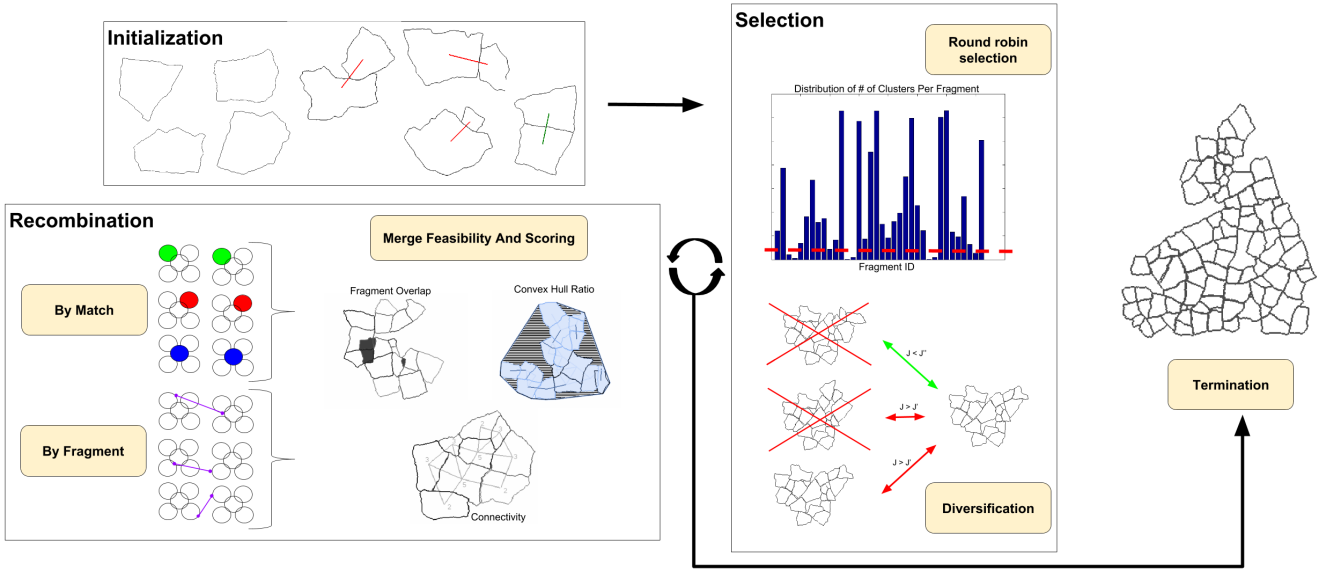 Initialization
Selection
Round robin
selection
Distribution of # of Clusters Per Fragment
Fragment ID
Recombination
Merge Feasibility And Scoring
By Match
Fragment Overlap
Convex Hull Ratio
By Fragment
Connectivity
J < J"
J > J'
J > J'
Diversification
Termination